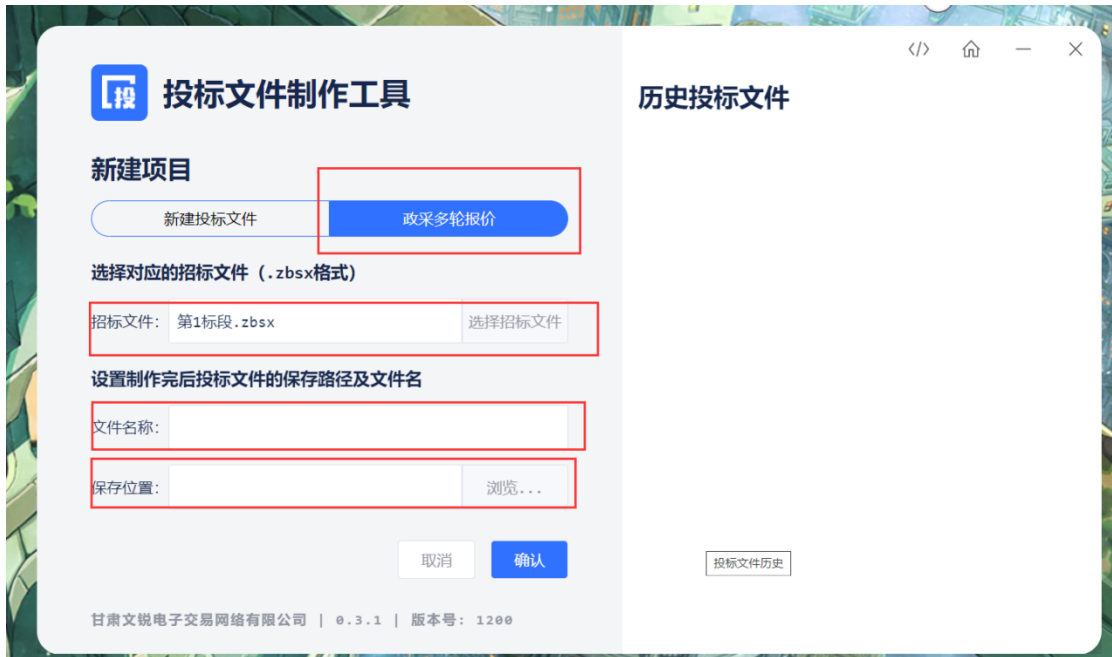 投标文件制作工具
新建项目
新建投标文件 政采多轮报价
选择对应的招标文件（.zbsx格式）
招标文件： 第1标段.zbsx 选择招标文件
设置制作完后投标文件的保存路径及文件名
文件名称：
保存位置： 浏览...
取消 确认
甘肃文锐电子交易网络有限公司 | 0.3.1 | 版本号: 1200
历史投标文件
投标文件历史